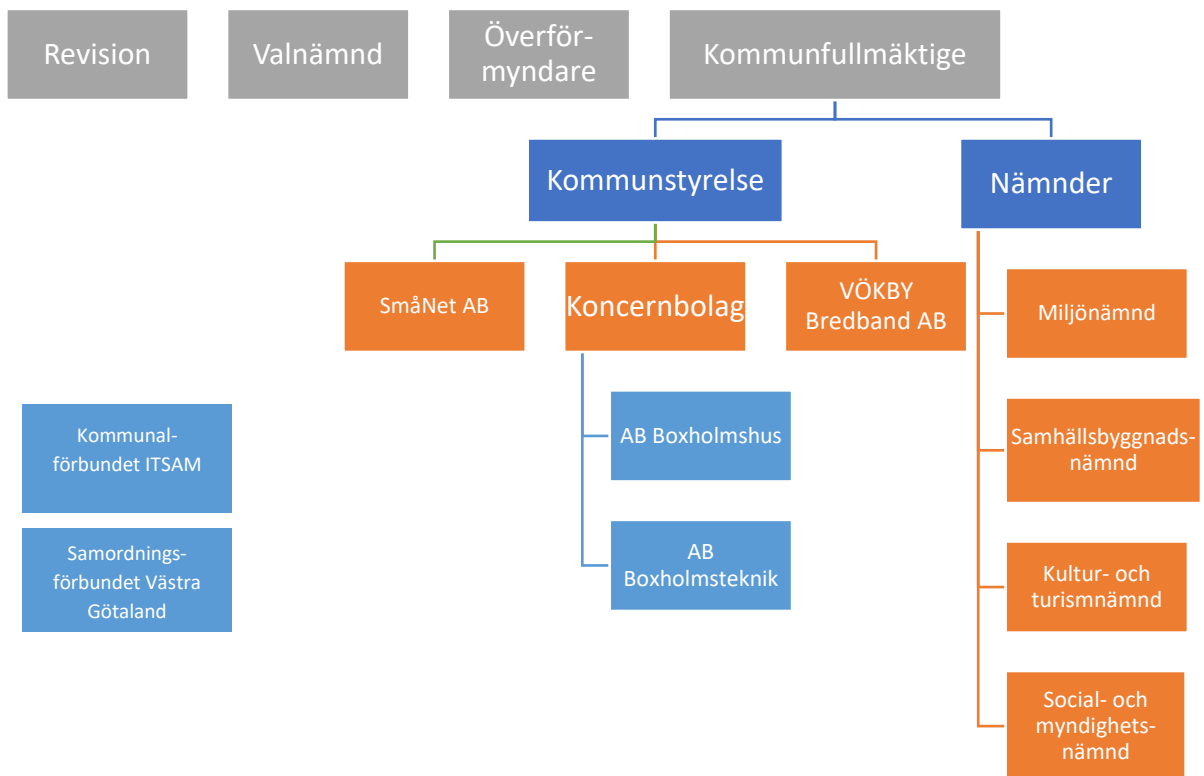 Revision
Valnämnd
Överför-
myndare
Kommunfullmäktige
Kommunstyrelse
Nämnder
SmåNet AB
Koncernbolag
VÖKBY
Bredband AB
Miljönämnd
Kommunal-
förbundet ITSAM
AB Boxholmshus
Samhällsbyggnads-
nämnd
Samordnings-
förbundet Västra
Götaland
AB
Boxholmsteknik
Kultur- och
turismnämnd
Social- och
myndighets-
nämnd